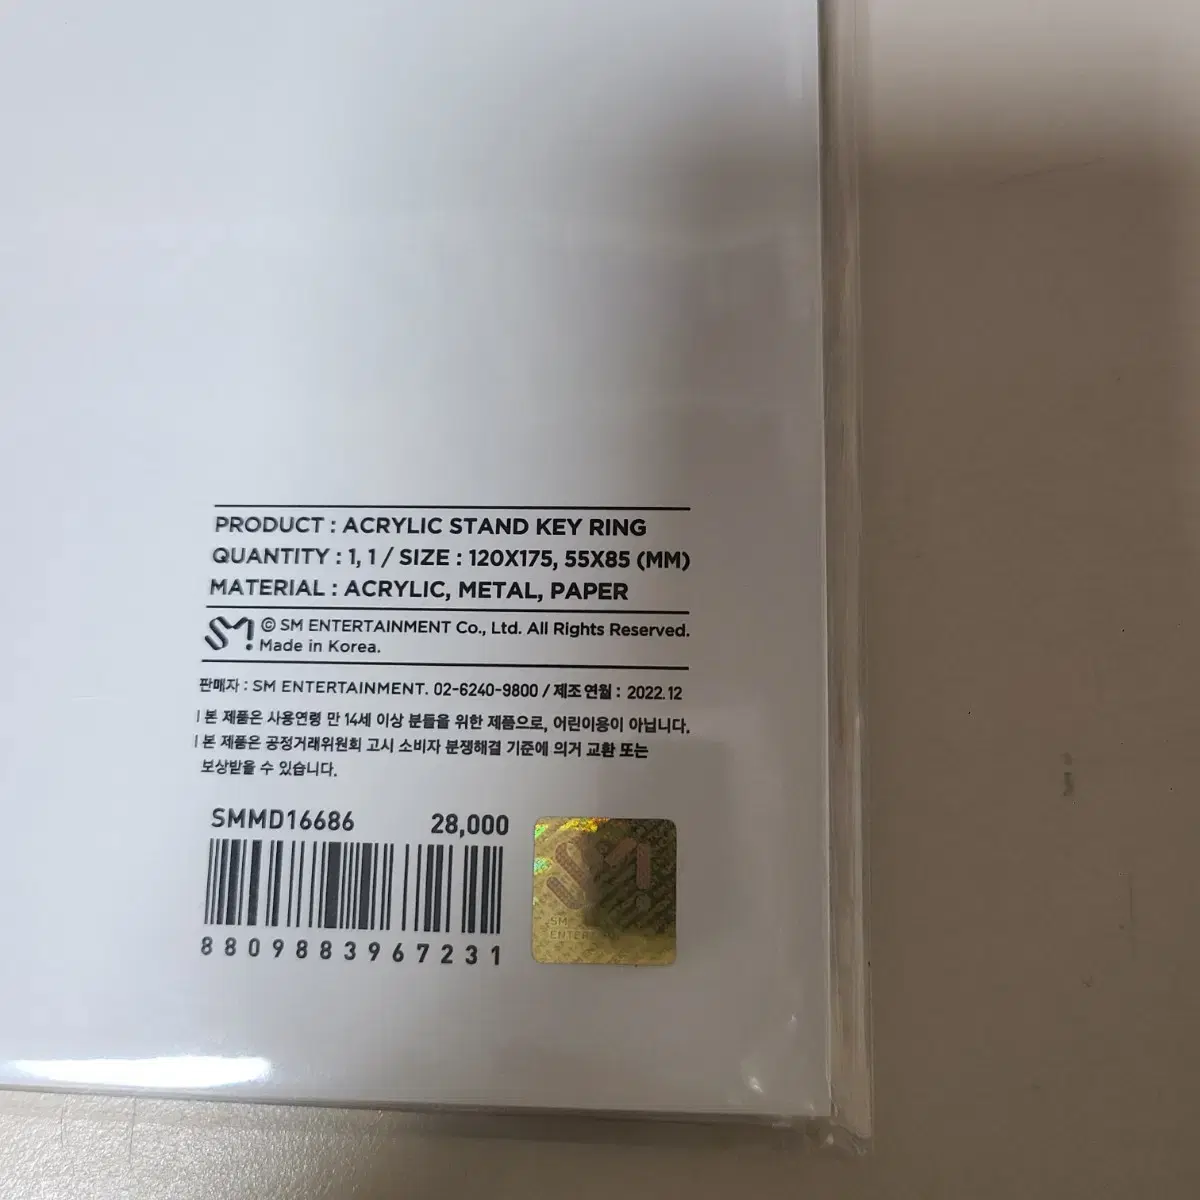 PRODUCT : ACRYLIC STAND KEY RING
QUANTITY : 1, 1 / SIZE : 120X175, 55X85 (MM)
MATERIAL : ACRYLIC, METAL, PAPER
SM! © SM ENTERTAINMENT Co., Ltd. All Rights Reserved.
Made in Korea.
판매자 : SM ENTERTAINMENT. 02-6240-9800 / 제조연월 : 2022.12
| 본 제품은 사용연령 만 14세 이상 분들을 위한 제품으로, 어린이용이 아닙니다.
| 본 제품은 공정거래위원회 고시 소비자 분쟁해결 기준에 의거 교환 또는
보상받을 수 있습니다.
SMMD16686 28,000
8809883967231
SM
SM